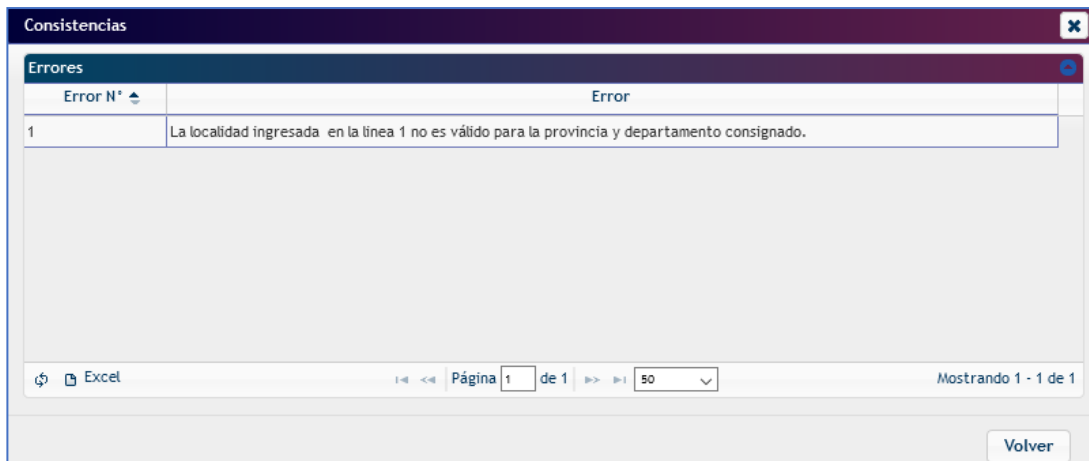 Consistencias
Errores
Error N° Error
1 La localidad ingresada en la linea 1 no es válido para la provincia y departamento consignado.
Excel Página 1 de 1 50 Mostrando 1 - 1 de 1
Volver